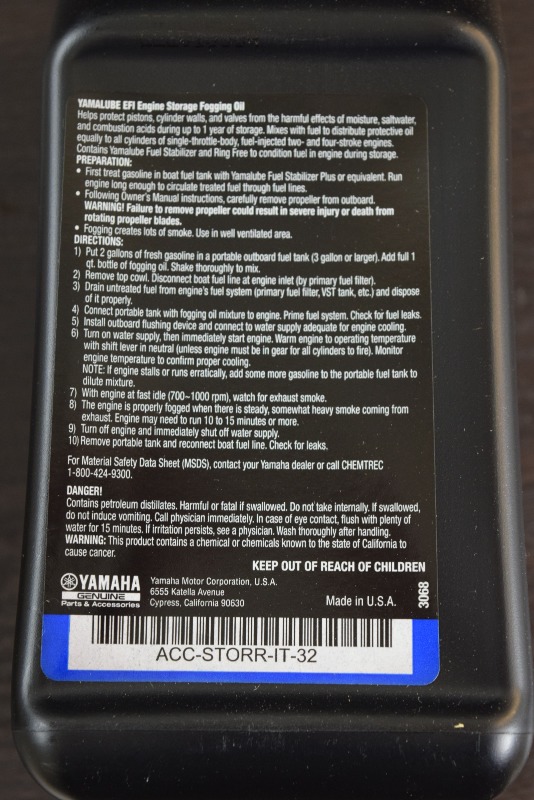 YAMALUBE EFI Engine Storage Fogging Oil
Helps protect pistons, cylinder walls, and valves from the harmful effects of moisture, saltwater,
and combustion acids during up to 1 year of storage. Mixes with fuel to distribute protective oil
equally to all cylinders of single-throttle-body, fuel-injected two- and four-stroke engines.
Contains Yamalube Fuel Stabilizer and Ring Free to condition fuel in engine during storage.
PREPARATION:
• First treat gasoline in boat fuel tank with Yamalube Fuel Stabilizer Plus or equivalent. Run
engine long enough to circulate treated fuel through fuel lines.
• Following Owner's Manual instructions, carefully remove propeller from outboard.
WARNING! Failure to remove propeller could result in severe injury or death from
rotating propeller blades.
• Fogging creates lots of smoke. Use in well ventilated area.
DIRECTIONS:
1) Put 2 gallons of fresh gasoline in a portable outboard fuel tank (3 gallon or larger). Add full 1
qt. bottle of fogging oil. Shake thoroughly to mix.
2) Remove top cowl. Disconnect boat fuel line at engine inlet (by primary fuel filter).
3) Drain untreated fuel from engine's fuel system (primary fuel filter, VST tank, etc.) and dispose
of it properly.
4) Connect portable tank with fogging oil mixture to engine. Prime fuel system. Check for fuel leaks.
5) Install outboard flushing device and connect to water supply adequate for engine cooling.
6) Turn on water supply, then immediately start engine. Warm engine to operating temperature
with shift lever in neutral (unless engine must be in gear for all cylinders to fire). Monitor
engine temperature to confirm proper cooling.
NOTE: If engine stalls or runs erratically, add some more gasoline to the portable fuel tank to
dilute mixture.
7) With engine at fast idle (700~1000 rpm), watch for exhaust smoke.
8) The engine is properly fogged when there is steady, somewhat heavy smoke coming from
exhaust. Engine may need to run 10 to 15 minutes or more.
9) Turn off engine and immediately shut off water supply.
10) Remove portable tank and reconnect boat fuel line. Check for leaks.
For Material Safety Data Sheet (MSDS), contact your Yamaha dealer or call CHEMTREC
1-800-424-9300.
DANGER!
Contains petroleum distillates. Harmful or fatal if swallowed. Do not take internally. If swallowed,
do not induce vomiting. Call physician immediately. In case of eye contact, flush with plenty of
water for 15 minutes. If irritation persists, see a physician. Wash thoroughly after handling.
WARNING: This product contains a chemical or chemicals known to the state of California to
cause cancer.
KEEP OUT OF REACH OF CHILDREN
YAMAHA
GENUINE
Parts & Accessories
Yamaha Motor Corporation, U.S.A.
6555 Katella Avenue
Cypress, California 90630
Made in U.S.A.
3068
ACC-STORR-IT-32